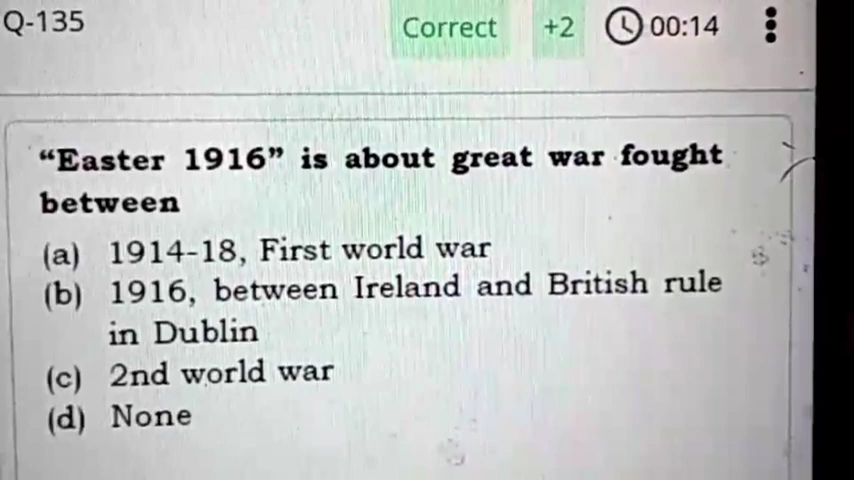 Q-135 Correct +2 00:14
“Easter 1916” is about great war fought
between
(a) 1914-18, First world war
(b) 1916, between Ireland and British rule
in Dublin
(c) 2nd world war
(d) None